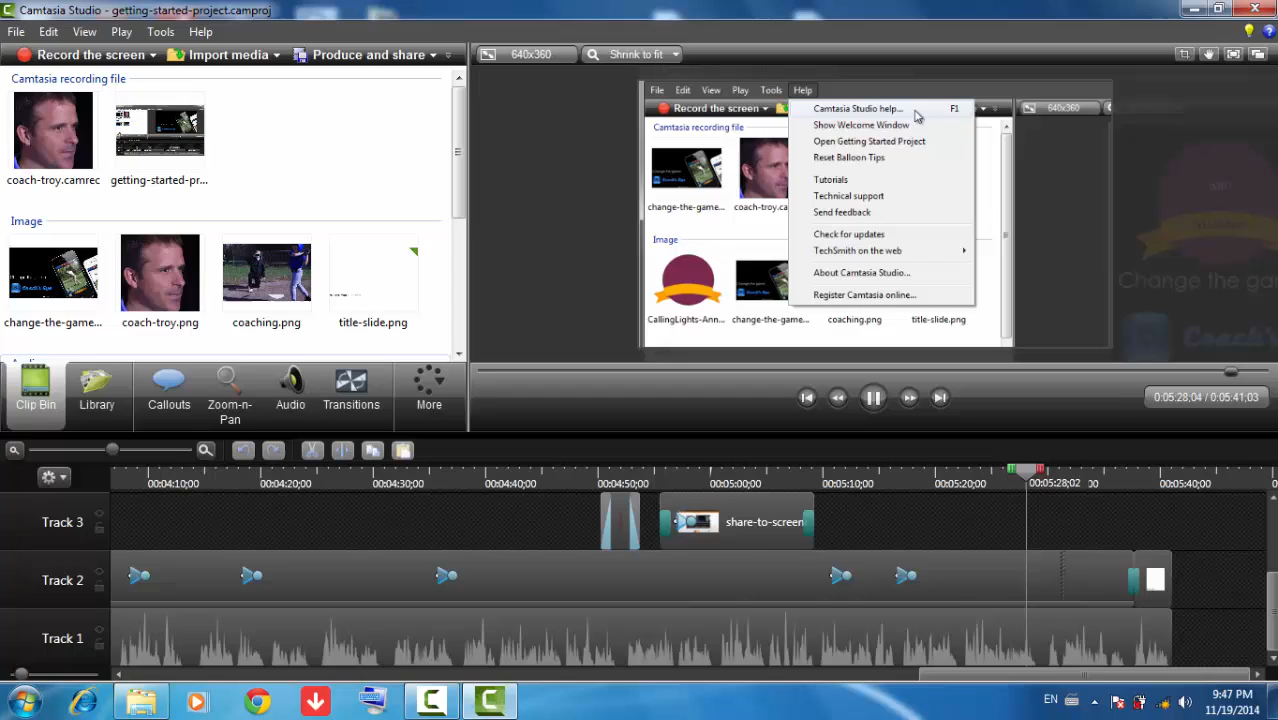 Camtasia Studio - getting-started-project.camproj
File Edit View Play Tools Help
Record the screen Import media Produce and share
640x360 Shrink to fit
Camtasia recording file
coach-troy.camrec getting-started-pr...
Image
change-the-game... coach-troy.png coaching.png title-slide.png
File Edit View Play Tools Help
Record the screen
640x360
Camtasia recording file
change-the-game... coach-troy.ca
Image
CallingLights-Ann... change-the-game... coaching.png title-slide.png
Camtasia Studio help... F1
Show Welcome Window
Open Getting Started Project
Reset Balloon Tips
Tutorials
Technical support
Send feedback
Check for updates
TechSmith on the web
About Camtasia Studio...
Register Camtasia online...
Change the gam
Coach'
Clip Bin Library Callouts Zoom-n-Pan Audio Transitions More
0:05:28;04 / 0:05:41;03
00:04:10;00 00:04:20;00 00:04:30;00 00:04:40;00 00:04:50;00 00:05:00;00 00:05:10;00 00:05:20;00 00:05:28;02 00:05:40;00
Track 3
share-to-screen
Track 2
Track 1
EN
9:47 PM
11/19/2014